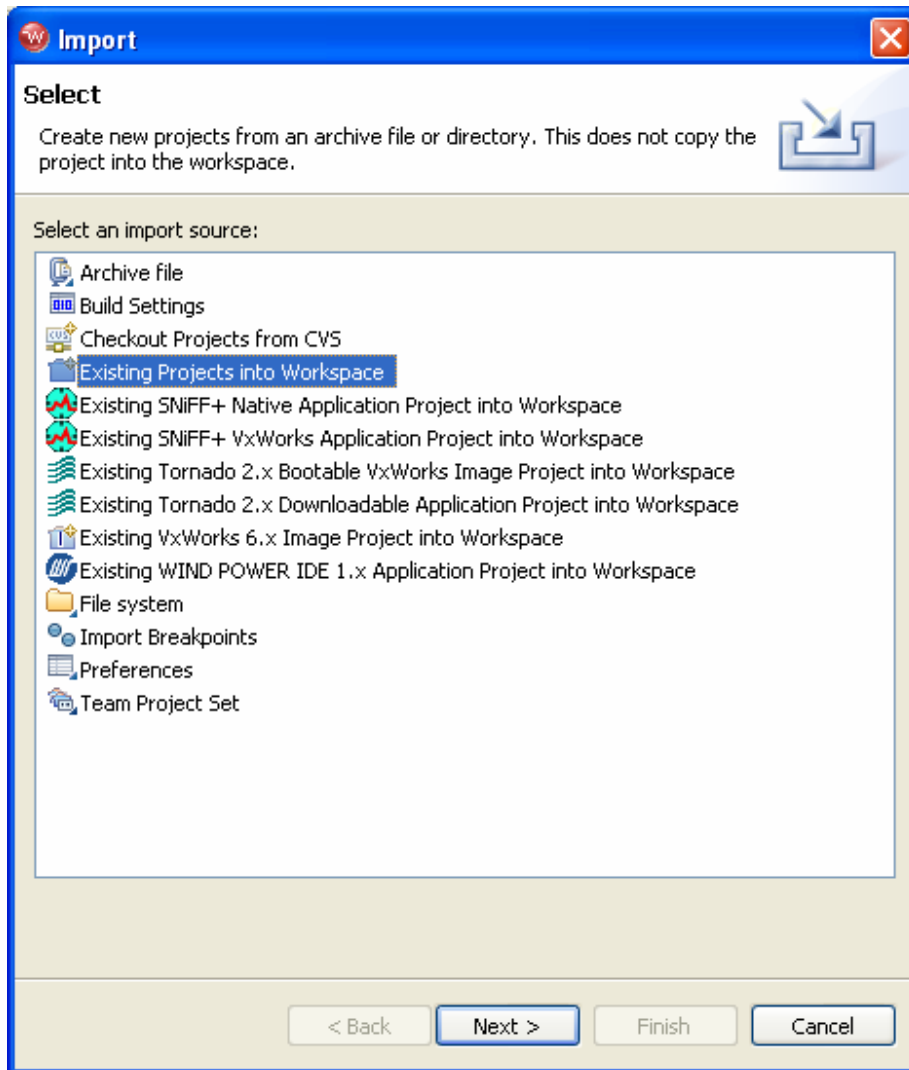 Import
Select
Create new projects from an archive file or directory. This does not copy the
project into the workspace.
Select an import source:
Archive file
Build Settings
Checkout Projects from CVS
Existing Projects into Workspace
Existing SNiFF+ Native Application Project into Workspace
Existing SNiFF+ VxWorks Application Project into Workspace
Existing Tornado 2.x Bootable VxWorks Image Project into Workspace
Existing Tornado 2.x Downloadable Application Project into Workspace
Existing VxWorks 6.x Image Project into Workspace
Existing WIND POWER IDE 1.x Application Project into Workspace
File system
Import Breakpoints
Preferences
Team Project Set
< Back Next > Finish Cancel